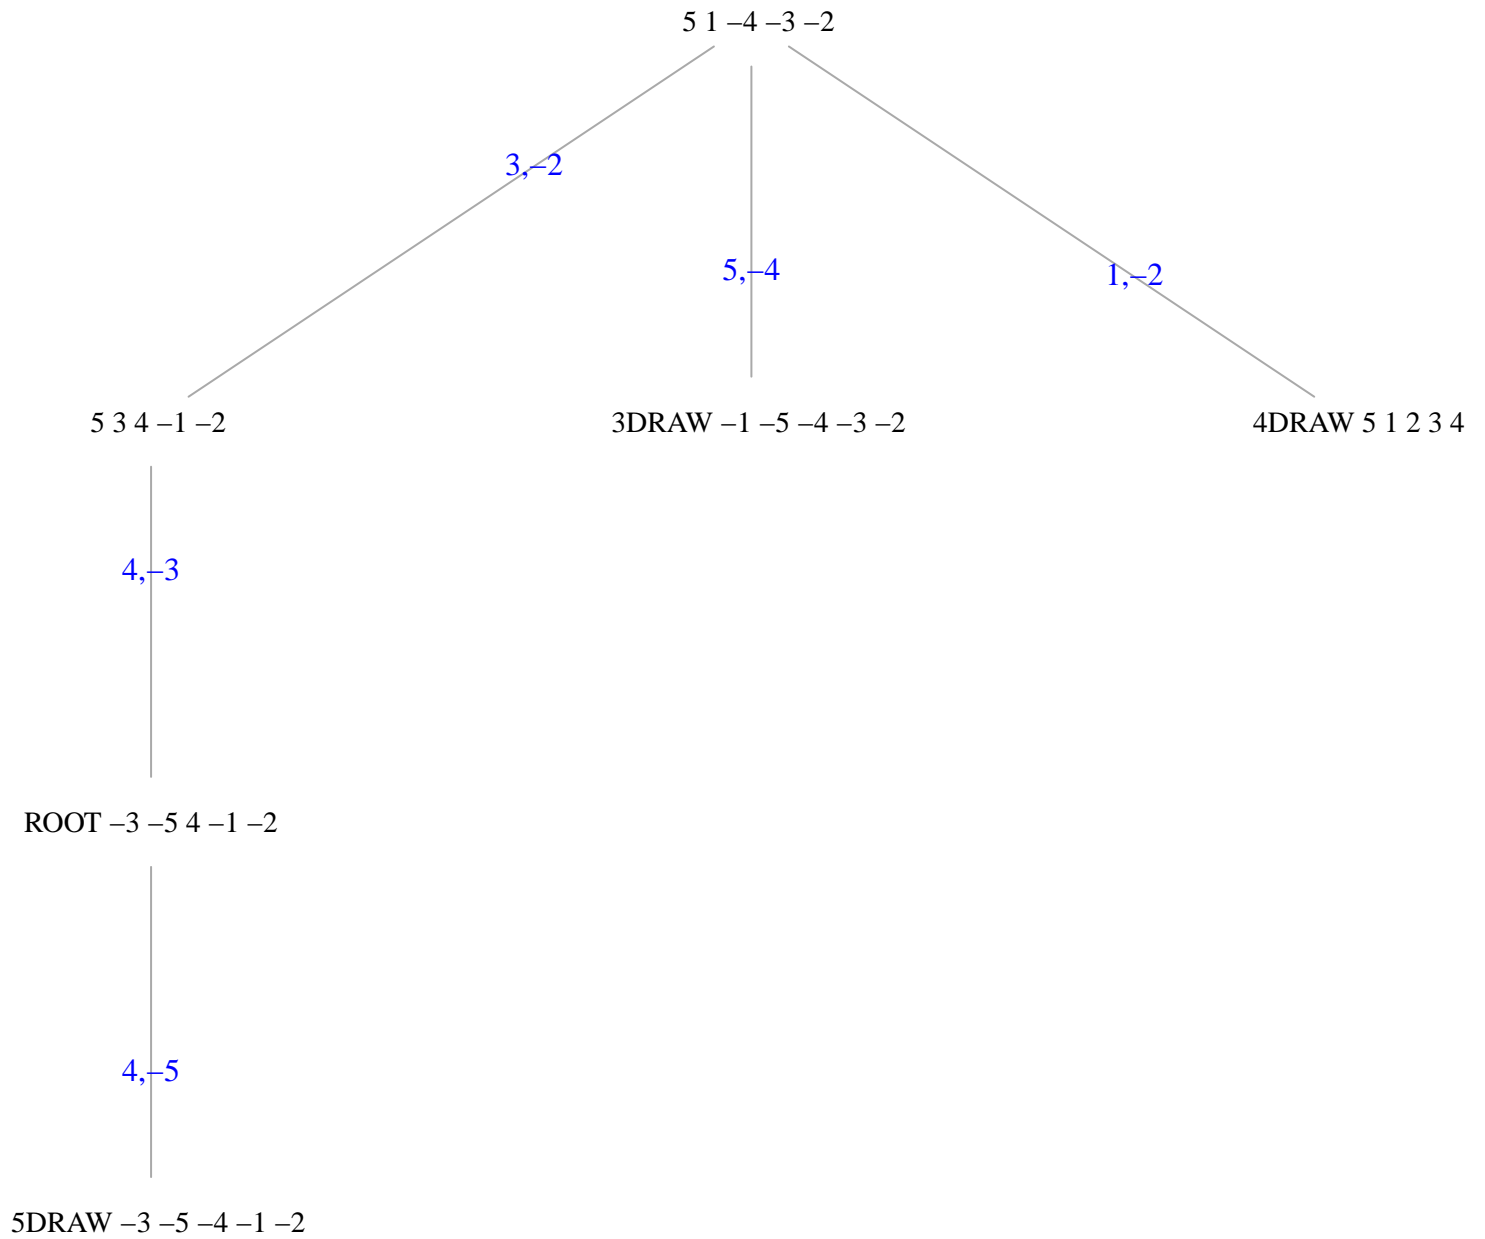 5 1 –4 –3 –2
3,–2
5,–4
1,–2
5 3 4 –1 –2
3DRAW –1 –5 –4 –3 –2
4DRAW 5 1 2 3 4
4,–3
ROOT –3 –5 4 –1 –2
4,–5
5DRAW –3 –5 –4 –1 –2